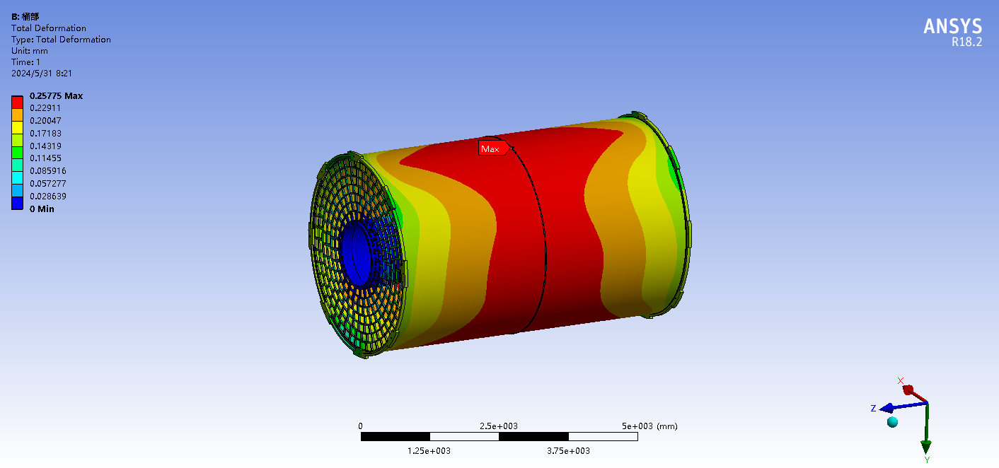 B: 桶部
Total Deformation
Type: Total Deformation
Unit: mm
Time: 1
2024/5/31 8:21
0.25775 Max
0.22911
0.20047
0.17183
0.14319
0.11455
0.085916
0.057277
0.028639
0 Min
ANSYS
R18.2
Max
0 2.5e+003 5e+003 (mm)
1.25e+003 3.75e+003
X
Z
Y